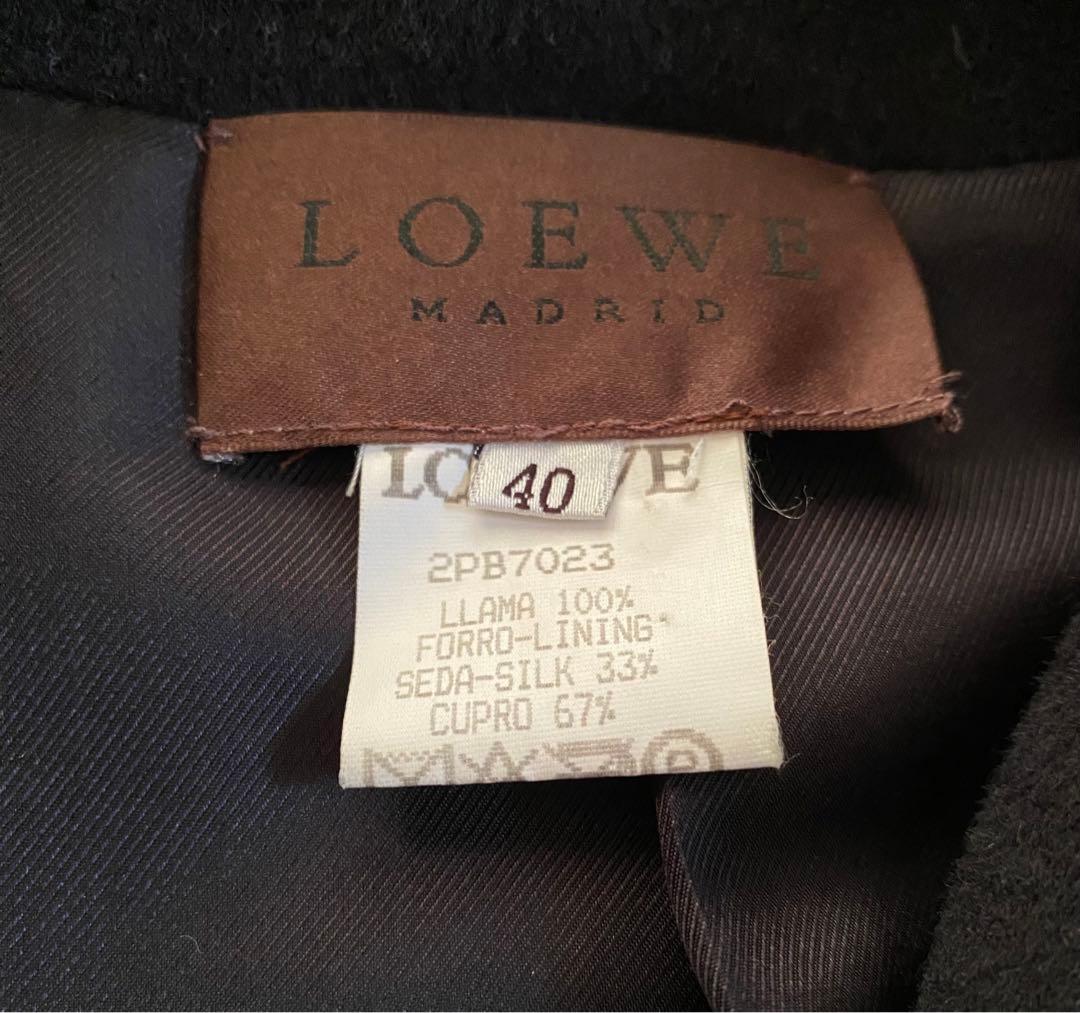 LOEWE
MADRID
40
2PB7023
LLAMA 100%
FORRO-LINING
SEDA-SILK 33%
CUPRO 67%
P